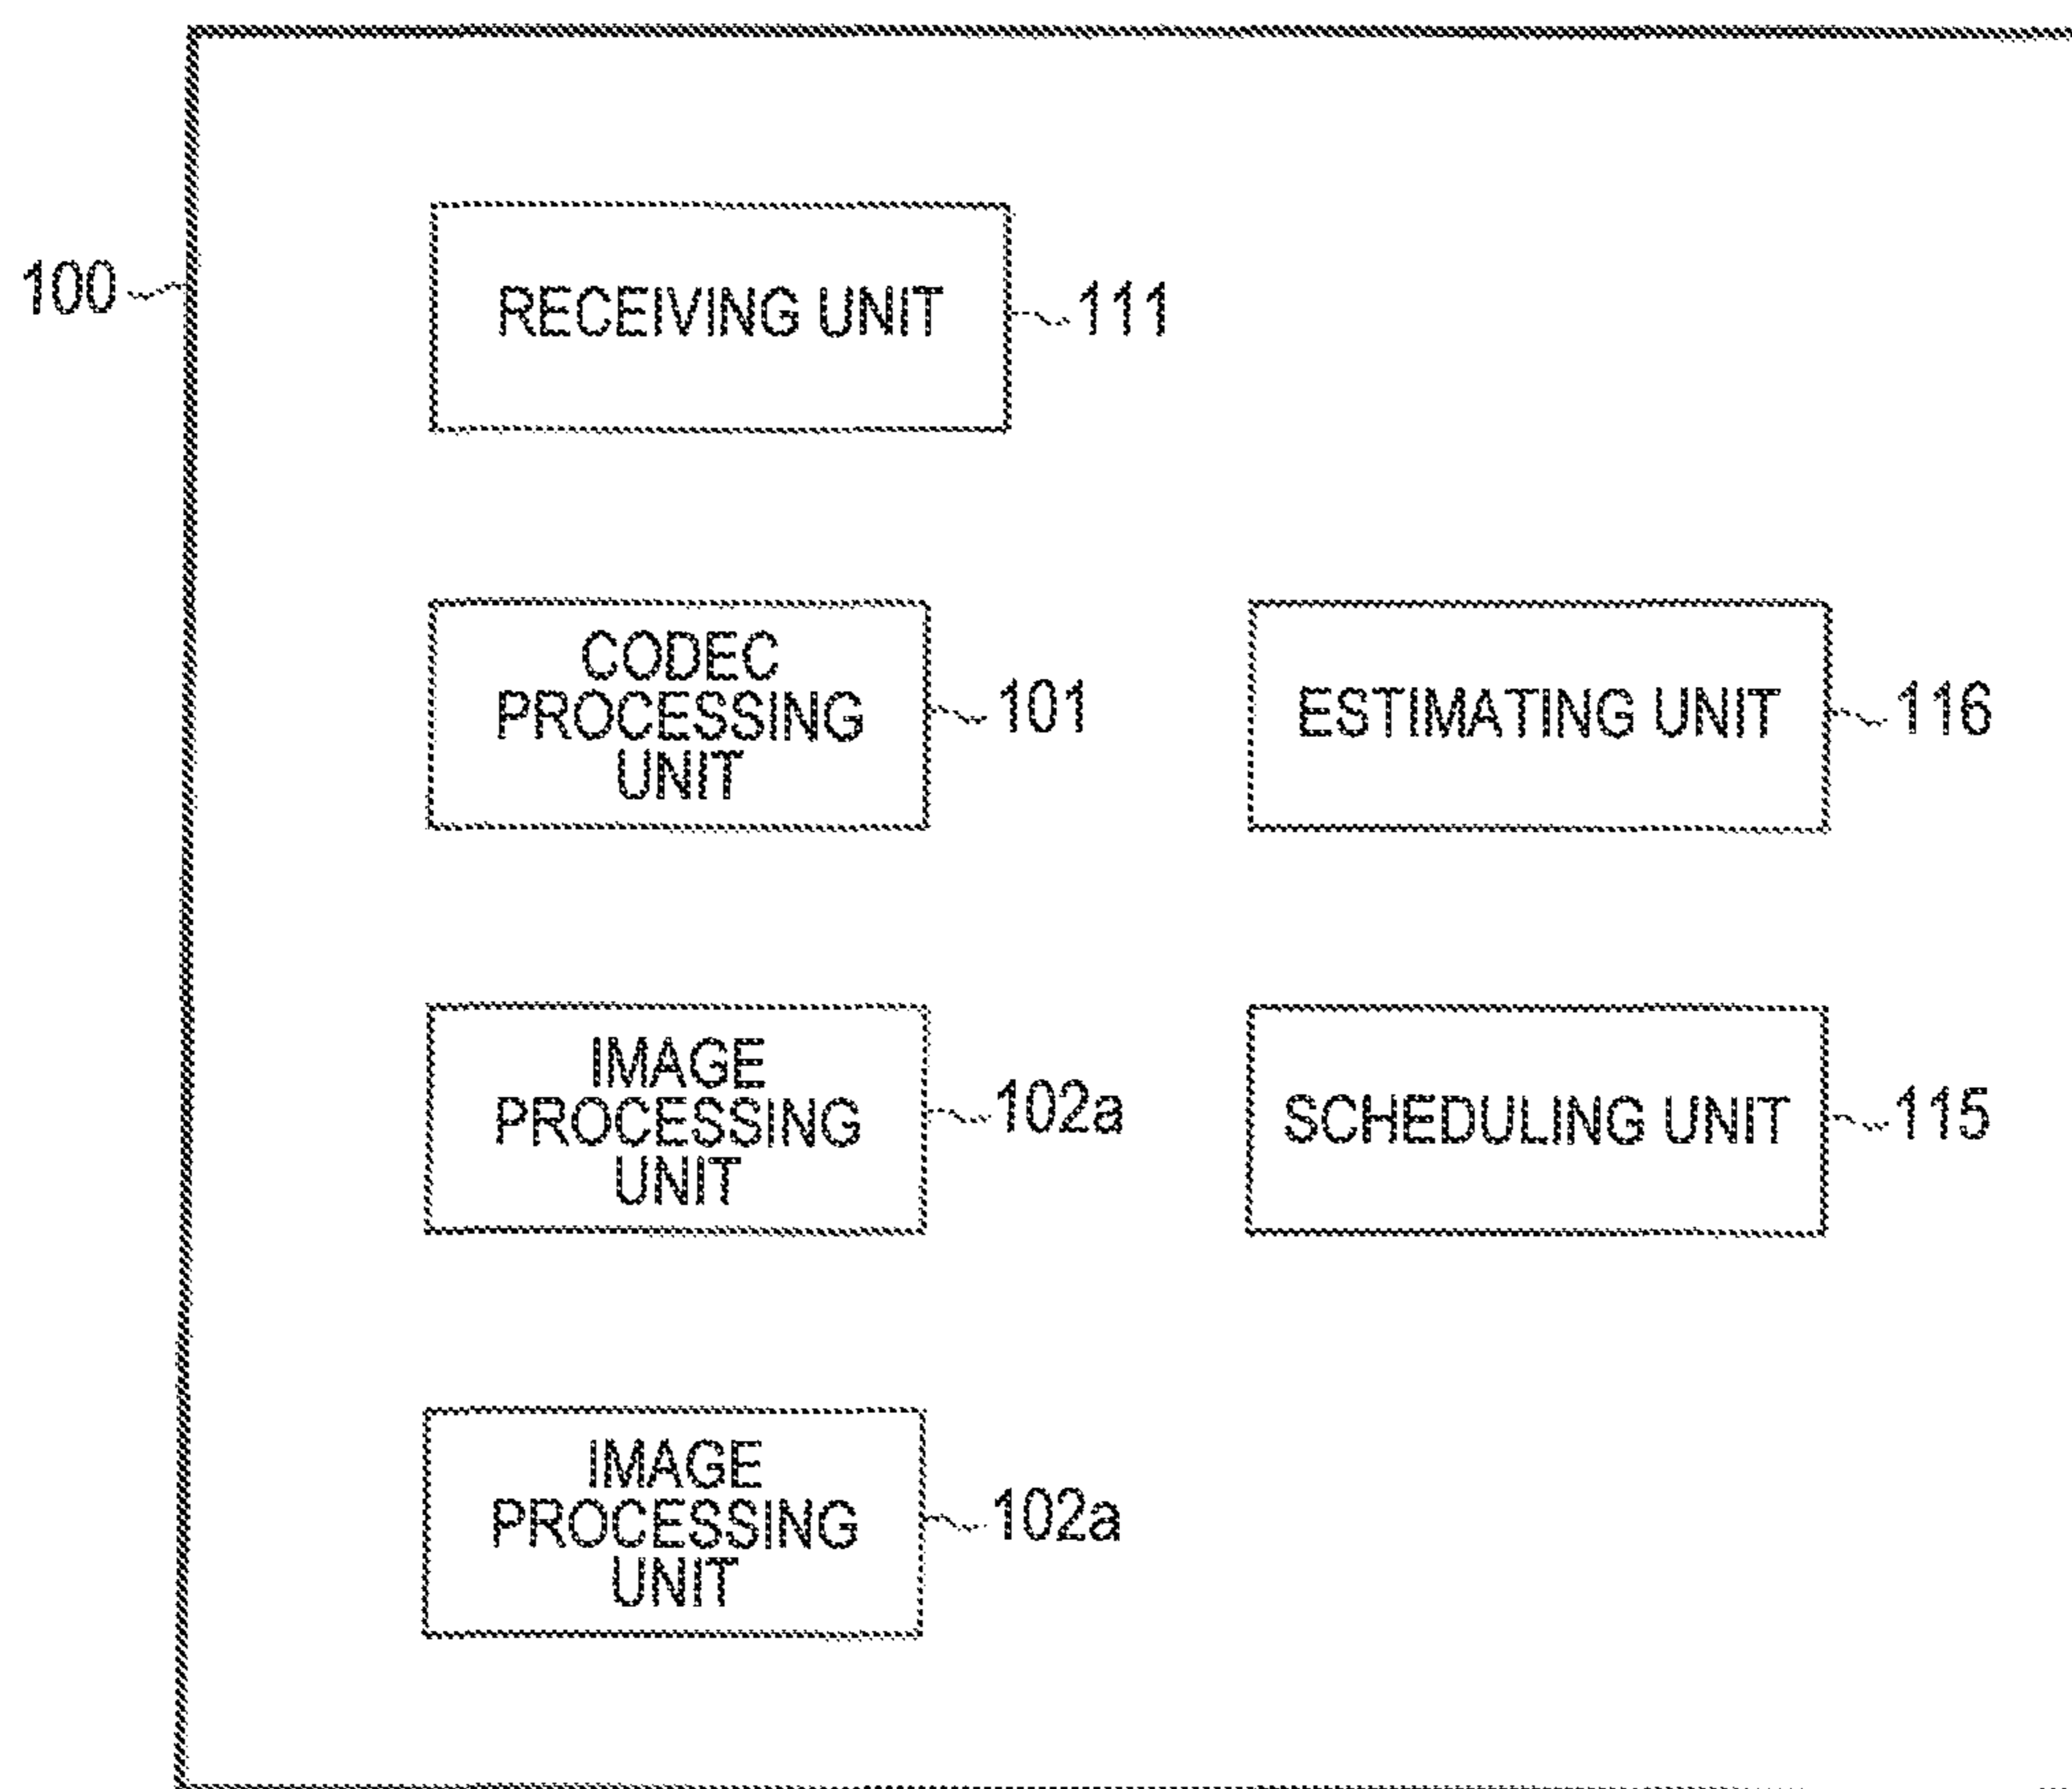 100
RECEIVING UNIT
111
CODEC
PROCESSING
UNIT
101
ESTIMATING UNIT
116
IMAGE
PROCESSING
UNIT
102a
SCHEDULING UNIT
115
IMAGE
PROCESSING
UNIT
102a